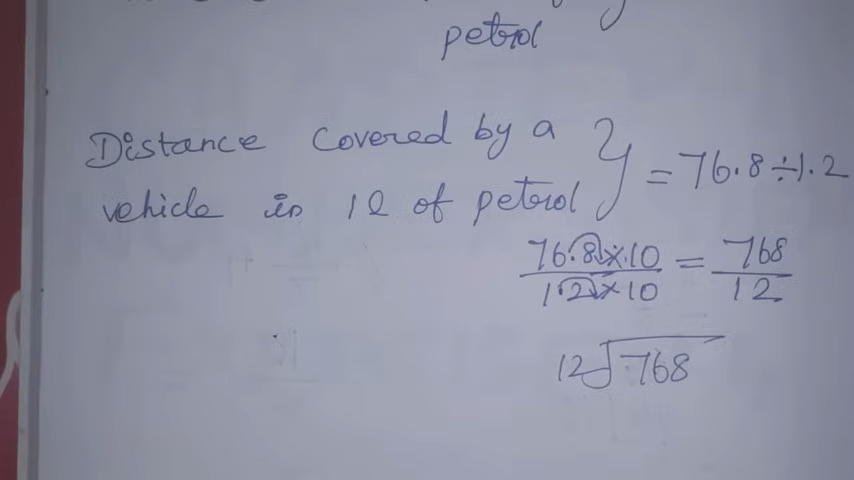 petrol
Distance covered by a
vehicle in 1l of petrol } = 76.8 ÷ 1.2
76.8 × 10 / 1.2 × 10 = 768 / 12
12 √768